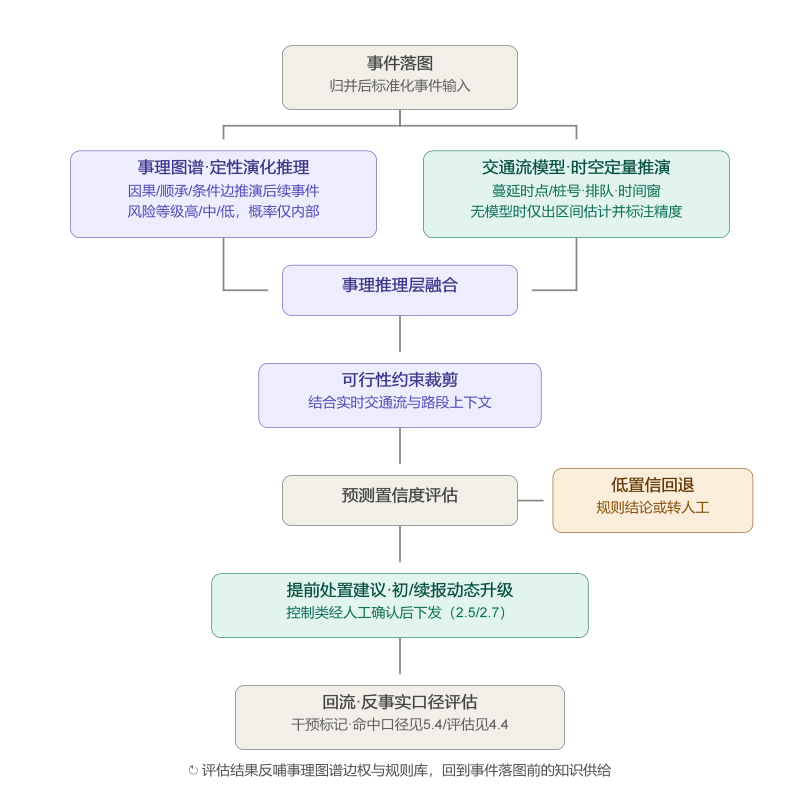 事件落图
归并后标准化事件输入
事理图谱·定性演化推理
因果/顺承/条件边推演后续事件
风险等级高/中/低，概率仅内部
交通流模型·时空定量推演
蔓延时点/桩号·排队·时间窗
无模型时仅出区间估计并标注精度
事理推理层融合
可行性约束裁剪
结合实时交通流与路段上下文
预测置信度评估
低置信回退
规则结论或转人工
提前处置建议·初/续报动态升级
控制类经人工确认后下发（2.5/2.7）
回流·反事实口径评估
干预标记·命中口径见5.4/评估见4.4
↻ 评估结果反哺事理图谱边权与规则库，回到事件落图前的知识供给